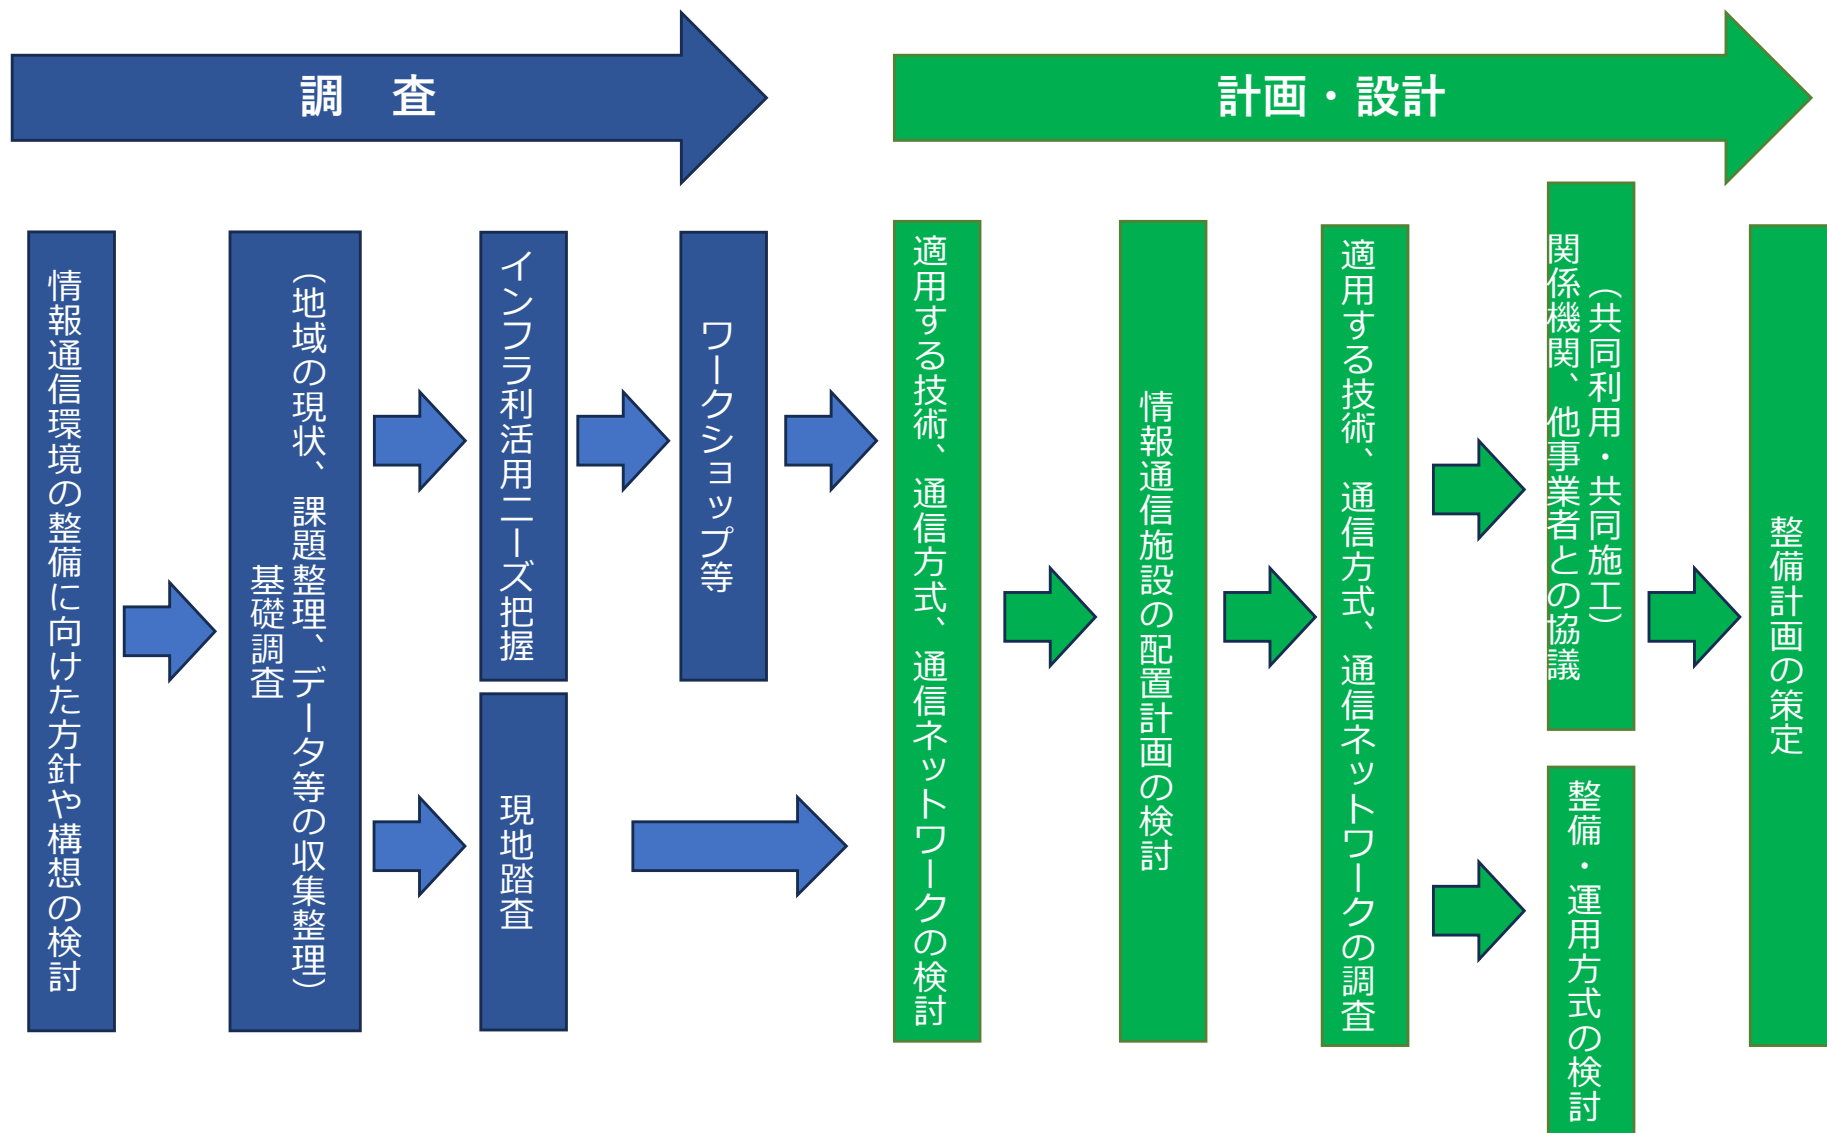 調　査
計画・設計
情報通信環境の整備に向けた方針や構想の検討
（地域の現状、課題整理、データ等の収集整理）
基礎調査
インフラ利活用ニーズ把握
現地踏査
ワークショップ等
適用する技術、通信方式、通信ネットワークの検討
情報通信施設の配置計画の検討
適用する技術、通信方式、通信ネットワークの調査
（共同利用・共同施工）
関係機関、他事業者との協議
整備・運用方式の検討
整備計画の策定